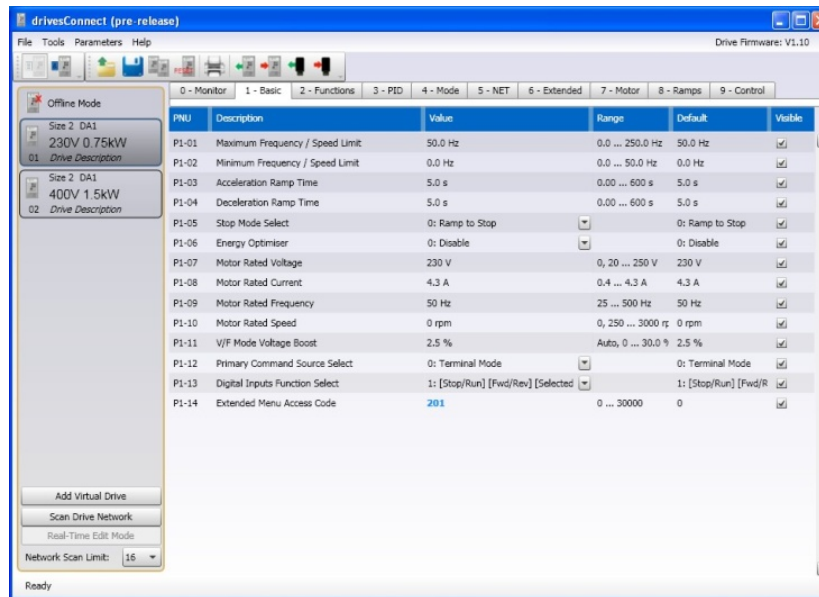 drivesConnect (pre-release)
File Tools Parameters Help
Drive Firmware: V1.10
Offline Mode
Size 2 DA1
230V 0.75kW
01 Drive Description
Size 2 DA1
400V 1.5kW
02 Drive Description
Add Virtual Drive
Scan Drive Network
Real-Time Edit Mode
Network Scan Limit: 16
0 - Monitor 1 - Basic 2 - Functions 3 - PID 4 - Mode 5 - NET 6 - Extended 7 - Motor 8 - Ramps 9 - Control
PNU Description Value Range Default Visible
P1-01 Maximum Frequency / Speed Limit 50.0 Hz 0.0 ... 250.0 Hz 50.0 Hz
P1-02 Minimum Frequency / Speed Limit 0.0 Hz 0.0 ... 50.0 Hz 0.0 Hz
P1-03 Acceleration Ramp Time 5.0 s 0.00 ... 600 s 5.0 s
P1-04 Deceleration Ramp Time 5.0 s 0.00 ... 600 s 5.0 s
P1-05 Stop Mode Select 0: Ramp to Stop 0: Ramp to Stop
P1-06 Energy Optimiser 0: Disable 0: Disable
P1-07 Motor Rated Voltage 230 V 0, 20 ... 250 V 230 V
P1-08 Motor Rated Current 4.3 A 0.4 ... 4.3 A 4.3 A
P1-09 Motor Rated Frequency 50 Hz 25 ... 500 Hz 50 Hz
P1-10 Motor Rated Speed 0 rpm 0, 250 ... 3000 0 rpm
P1-11 V/F Mode Voltage Boost 2.5 % Auto, 0 ... 30.0 2.5 %
P1-12 Primary Command Source Select 0: Terminal Mode 0: Terminal Mode
P1-13 Digital Inputs Function Select 1: [Stop/Run] [Fwd/Rev] [Selected 1: [Stop/Run] [Fwd/R
P1-14 Extended Menu Access Code 201 0 ... 30000 0
Ready